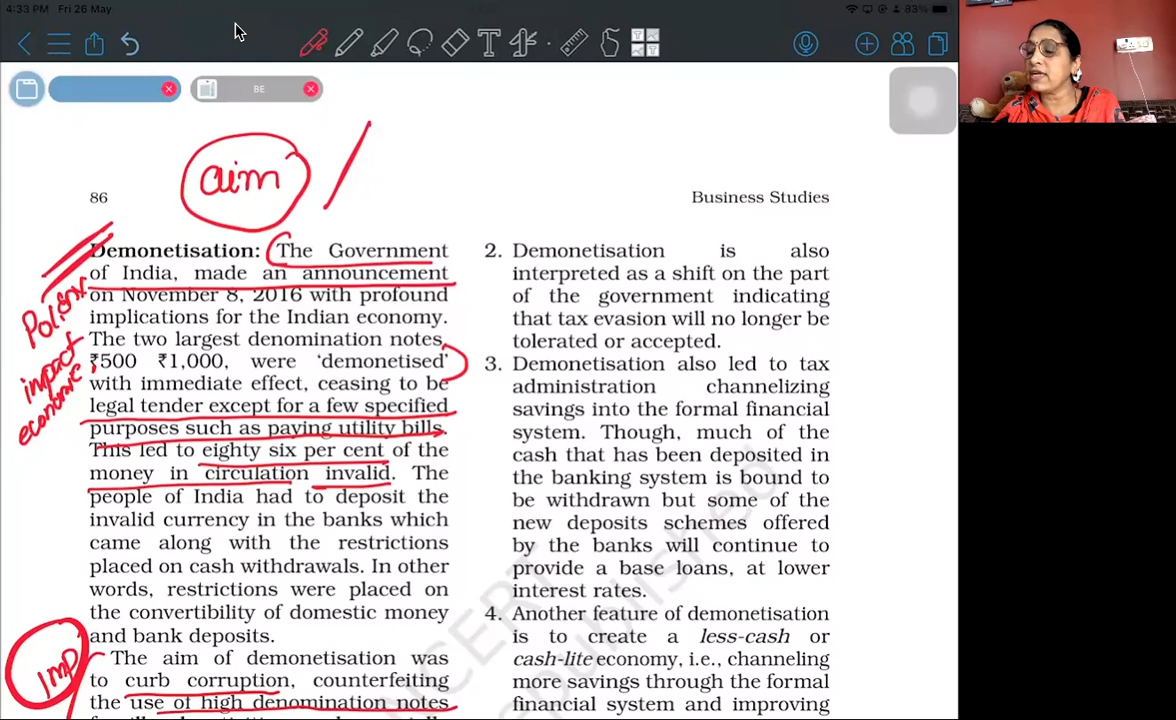 4:33 PM Fri 26 May
83%
BE
aim
86
Business Studies
Demonetisation: The Government
of India, made an announcement
on November 8, 2016 with profound
implications for the Indian economy.
The two largest denomination notes,
₹500 ₹1,000, were ‘demonetised’
with immediate effect, ceasing to be
legal tender except for a few specified
purposes such as paying utility bills.
This led to eighty six per cent of the
money in circulation invalid. The
people of India had to deposit the
invalid currency in the banks which
came along with the restrictions
placed on cash withdrawals. In other
words, restrictions were placed on
the convertibility of domestic money
and bank deposits.
The aim of demonetisation was
to curb corruption, counterfeiting
the use of high denomination notes
impact
economic
Imp
2. Demonetisation is also
interpreted as a shift on the part
of the government indicating
that tax evasion will no longer be
tolerated or accepted.
3. Demonetisation also led to tax
administration channelizing
savings into the formal financial
system. Though, much of the
cash that has been deposited in
the banking system is bound to
be withdrawn but some of the
new deposits schemes offered
by the banks will continue to
provide a base loans, at lower
interest rates.
4. Another feature of demonetisation
is to create a less-cash or
cash-lite economy, i.e., channeling
more savings through the formal
financial system and improving
NCERT
republished